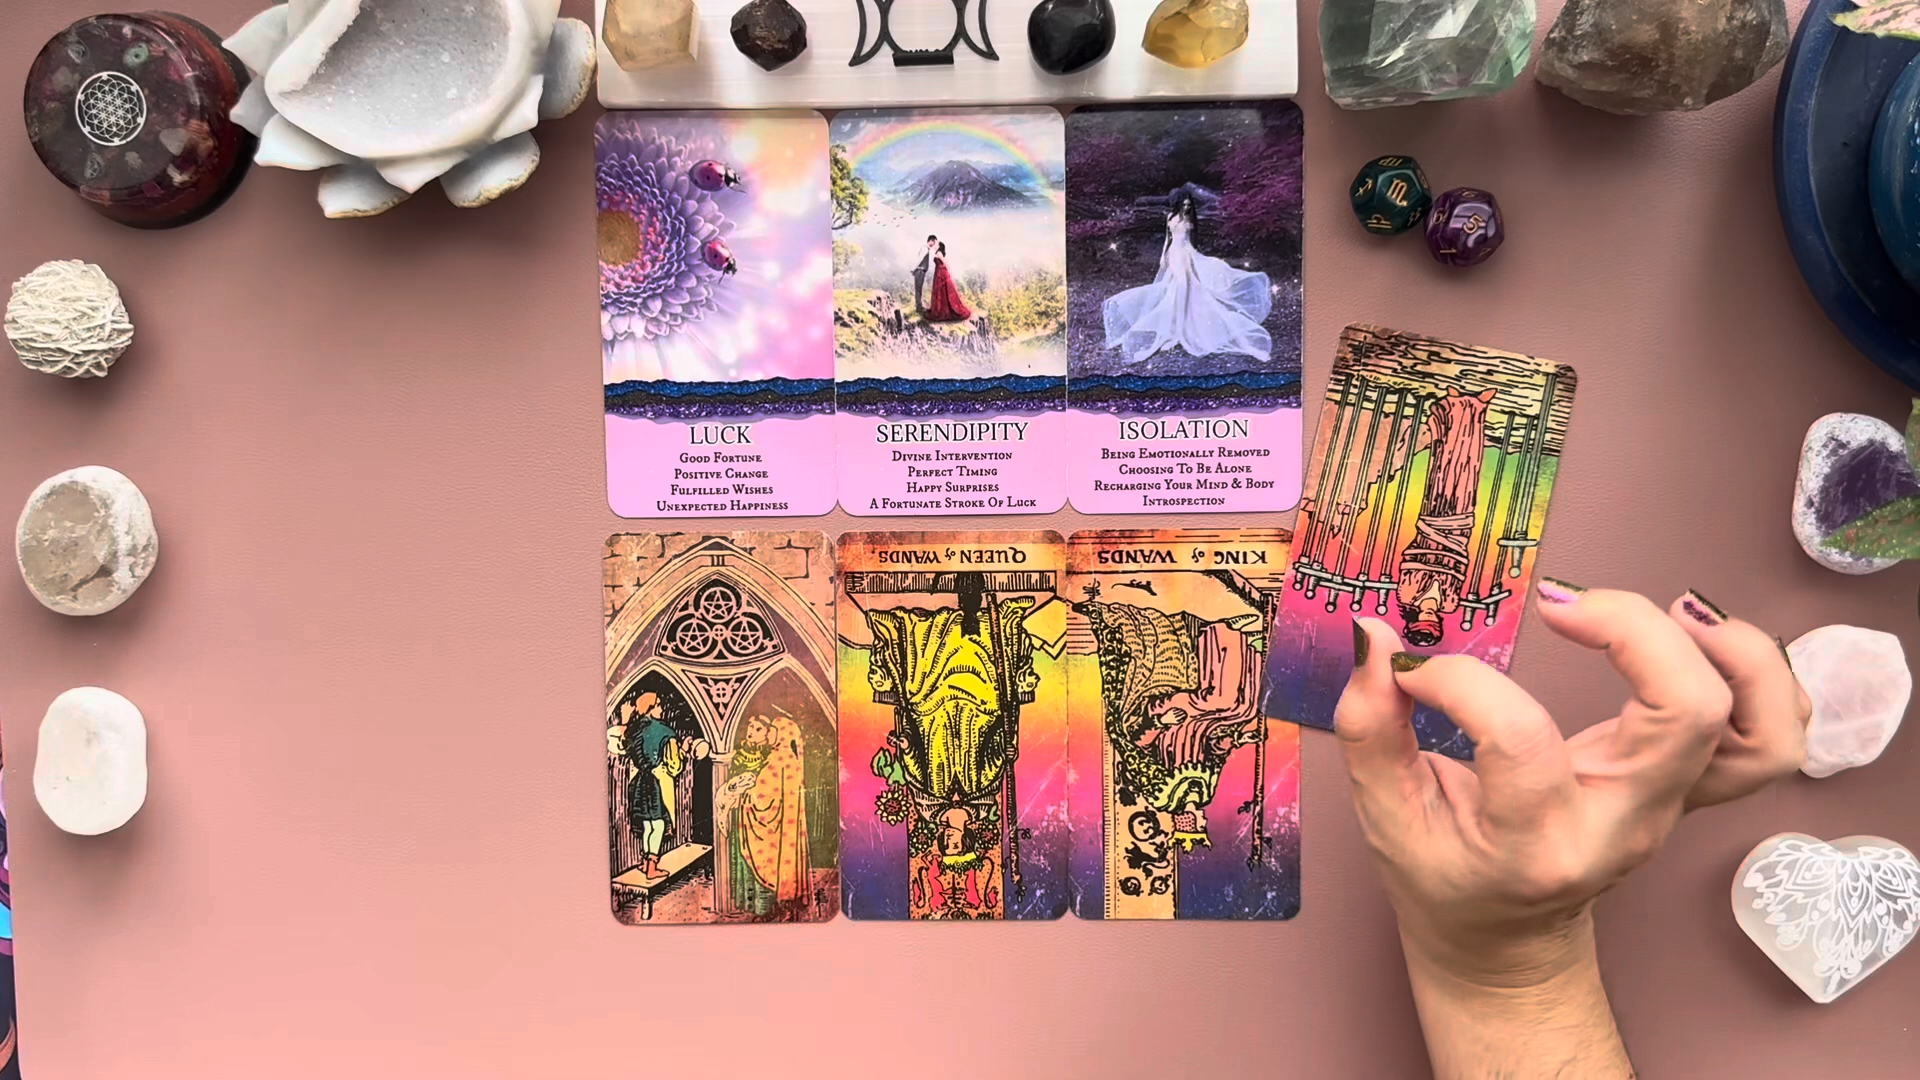 LUCK
Good Fortune
Positive Change
Fulfilled Wishes
Unexpected Happiness
SERENDIPITY
Divine Intervention
Perfect Timing
Happy Surprises
A Fortunate Stroke Of Luck
ISOLATION
Being Emotionally Removed
Choosing To Be Alone
Recharging Your Mind & Body
Introspection
♏
5
III
QUEEN of WANDS
KING of WANDS